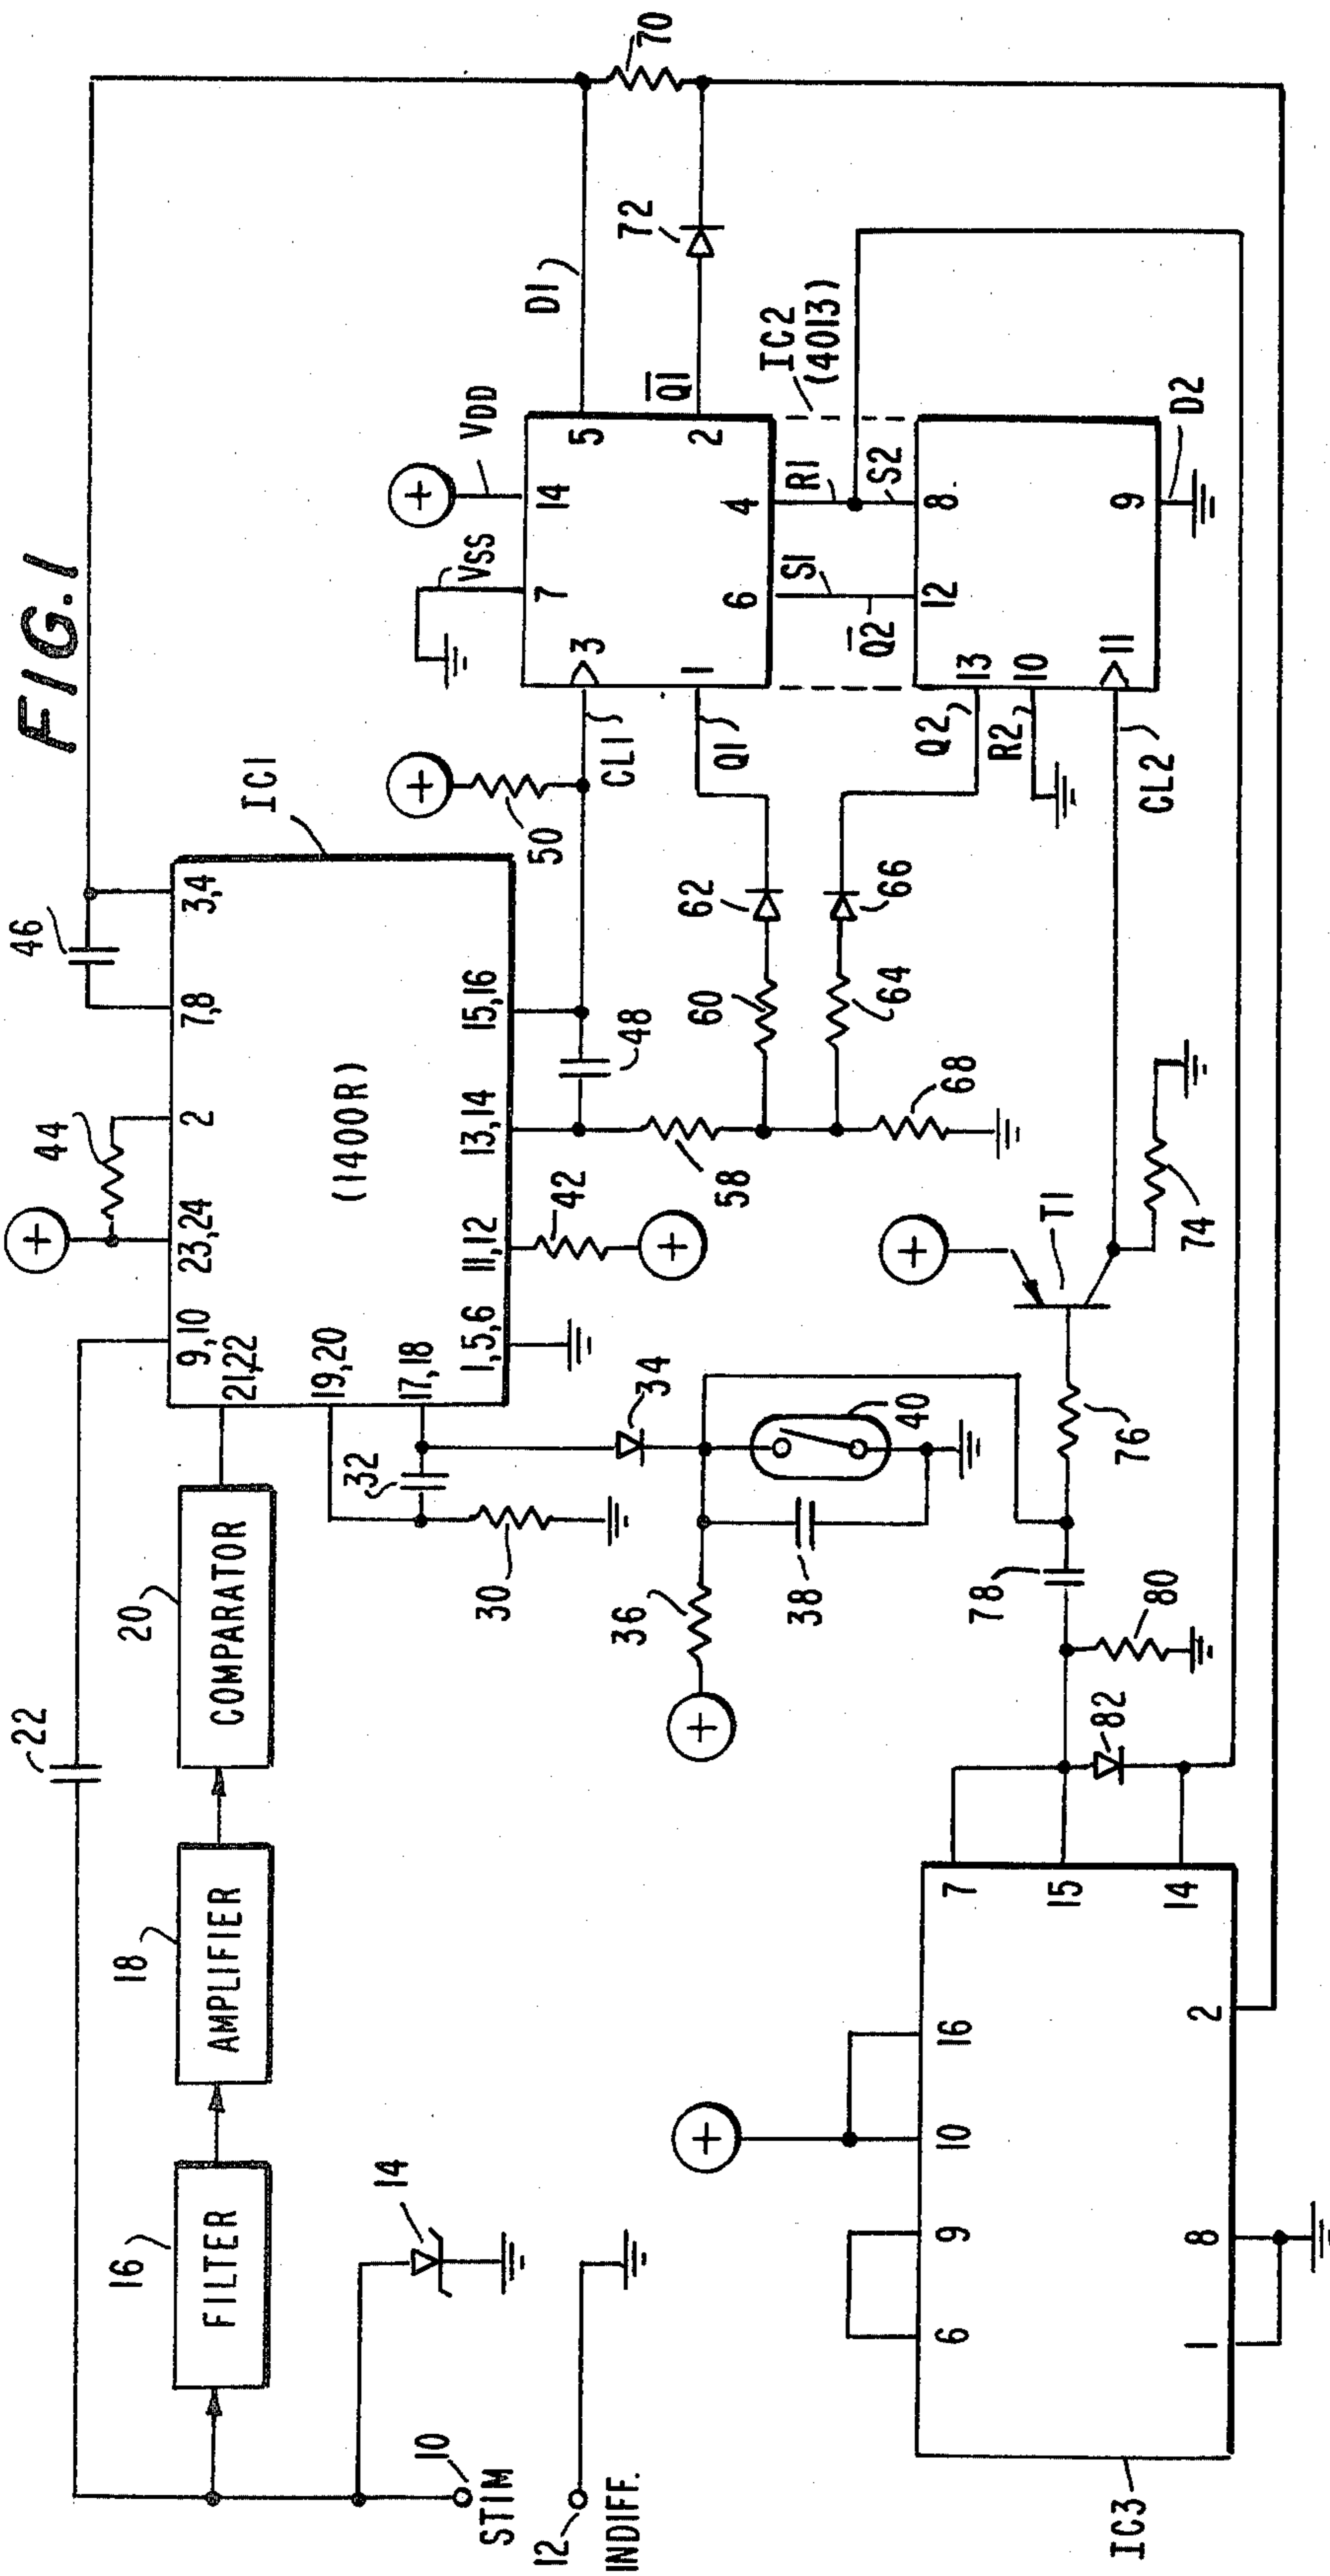 FIG.1
22
16
FILTER
18
AMPLIFIER
20
COMPARATOR
14
10
STIM
12
INDIFF.
9,10
21,22
19,20
17,18
1,5,6
23,24
2
7,8
3,4
11,12
13,14
15,16
(1400R)
IC1
44
46
42
48
50
32
30
34
36
38
40
58
60
62
64
66
68
CL1
Q1
VSS
VDD
7
14
3
5
1
2
6
4
D1
Q̅1
72
70
IC2
(4013)
S1
R1
Q̅2
S2
12
8
13
10
11
9
Q2
R2
CL2
D2
T1
74
76
78
80
82
IC3
6
9
10
16
7
15
14
1
8
2